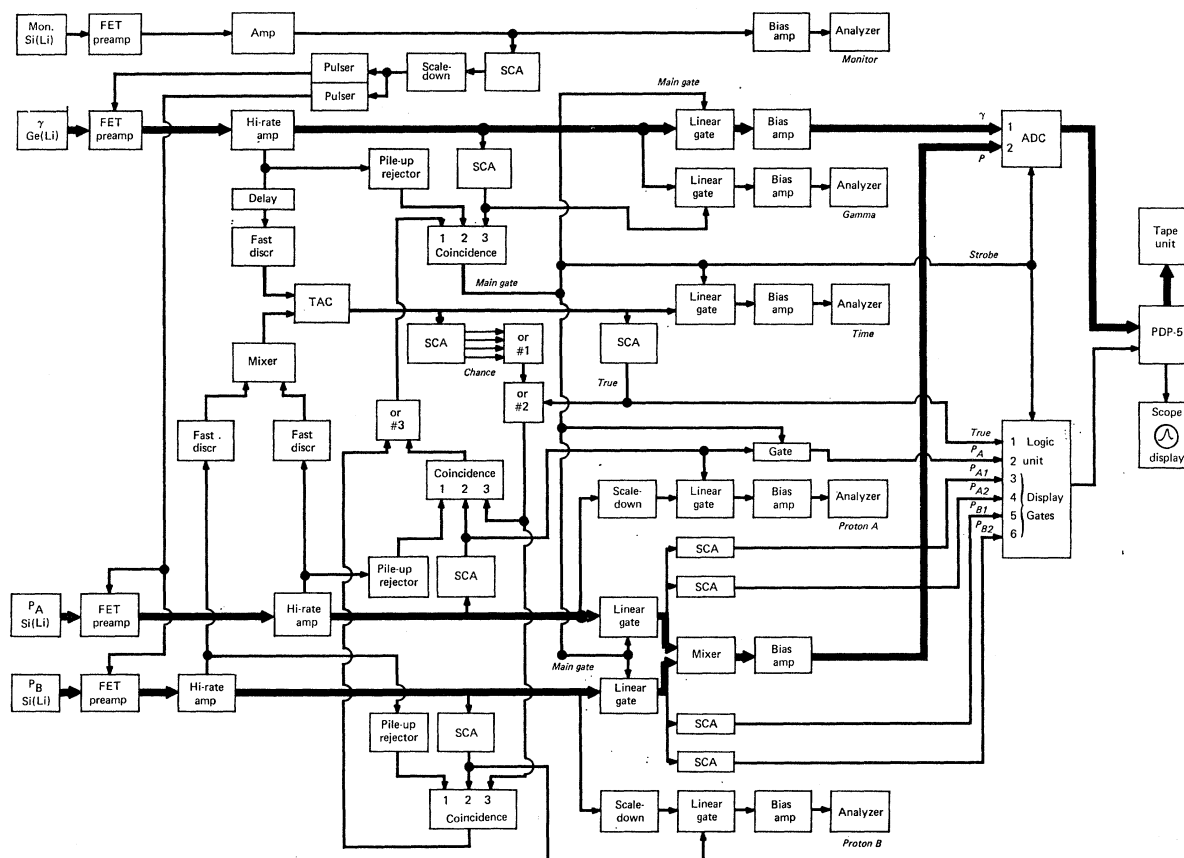 Mon.
Si(Li)
FET
preamp
Amp
Bias
amp
Analyzer
Monitor
Pulser
Pulser
Scale-
down
SCA
Main gate
γ
Ge(Li)
FET
preamp
Hi-rate
amp
Linear
gate
Bias
amp
γ
1
2
ADC
P
Pile-up
rejector
SCA
Linear
gate
Bias
amp
Analyzer
Gamma
Delay
Fast
discr
1 2 3
Coincidence
Main gate
Strobe
Tape
unit
TAC
Linear
gate
Bias
amp
Analyzer
Time
SCA
or
#1
SCA
Chance
PDP-5
Mixer
True
or
#2
or
#3
Fast
discr
Fast
discr
Gate
Scope
display
True
PA
PA1
PA2
PB1
PB2
1 Logic
2 unit
3
4 Display
5 Gates
6
Coincidence
1 2 3
Scale-
down
Linear
gate
Bias
amp
Analyzer
Proton A
Pile-up
rejector
SCA
SCA
SCA
PA
Si(Li)
FET
preamp
Hi-rate
amp
Linear
gate
Mixer
Bias
amp
Main gate
PB
Si(Li)
FET
preamp
Hi-rate
amp
Linear
gate
Pile-up
rejector
SCA
SCA
SCA
1 2 3
Coincidence
Scale-
down
Linear
gate
Bias
amp
Analyzer
Proton B